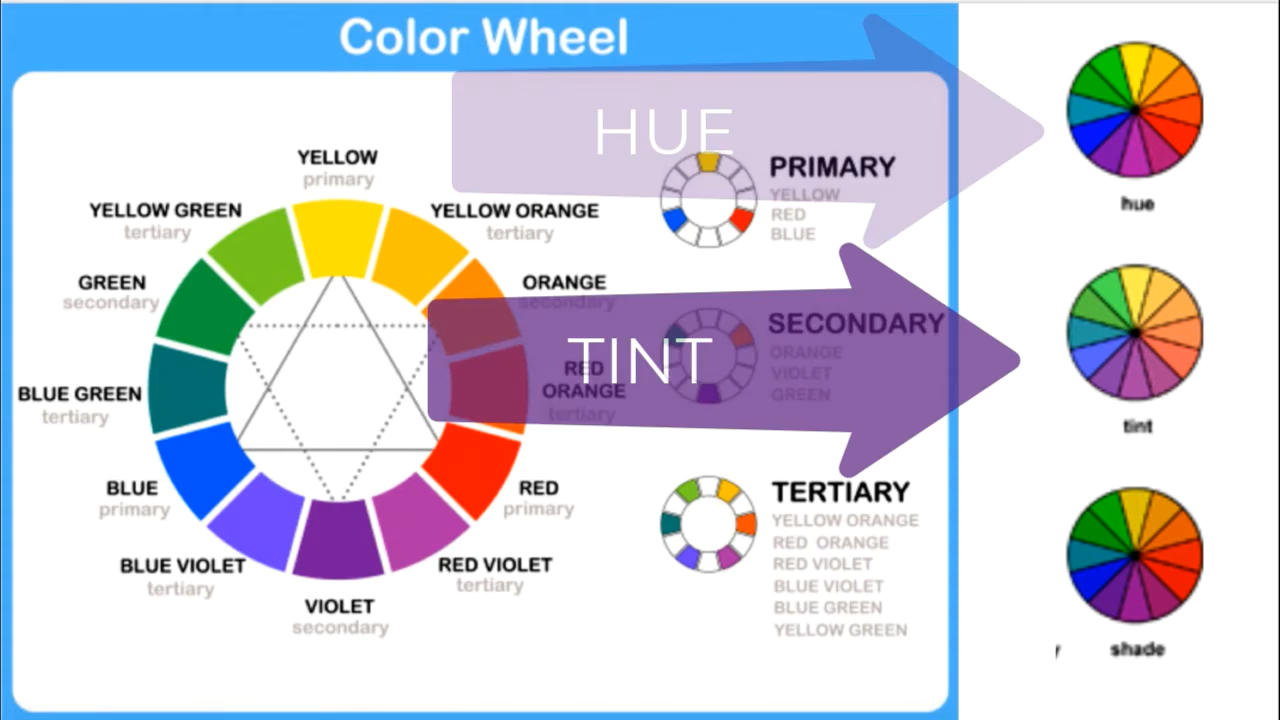 Color Wheel
HUE
YELLOW
primary
YELLOW GREEN
tertiary
YELLOW ORANGE
tertiary
GREEN
secondary
ORANGE
secondary
TINT
BLUE GREEN
tertiary
RED
ORANGE
tertiary
BLUE
primary
RED
primary
BLUE VIOLET
tertiary
RED VIOLET
tertiary
VIOLET
secondary
PRIMARY
YELLOW
RED
BLUE
SECONDARY
ORANGE
VIOLET
GREEN
TERTIARY
YELLOW ORANGE
RED ORANGE
RED VIOLET
BLUE VIOLET
BLUE GREEN
YELLOW GREEN
hue
tint
shade